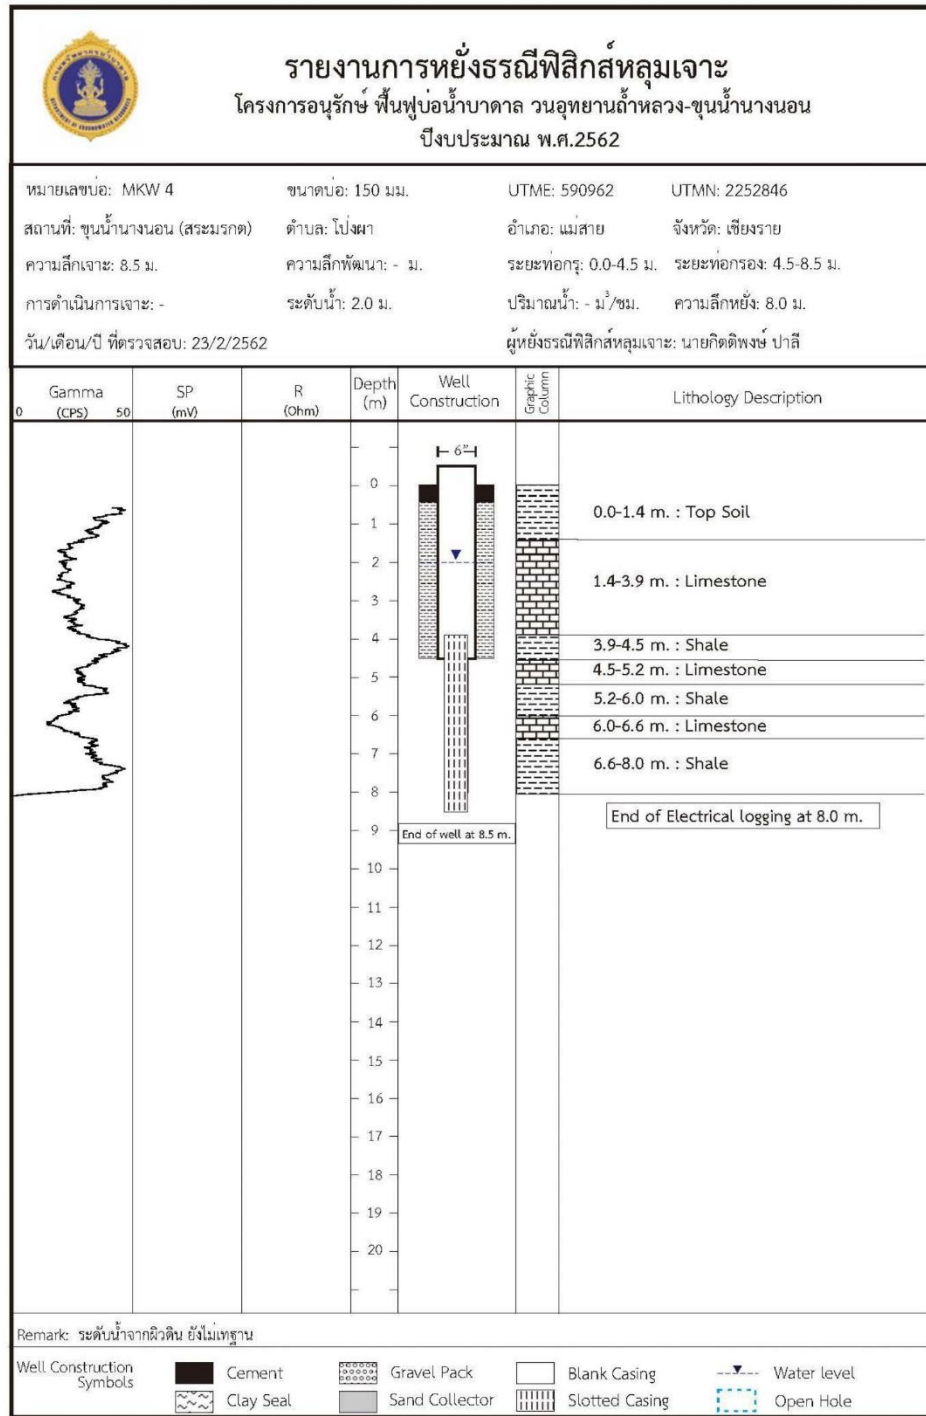 รายงานการหยั่งธรณีฟิสิกส์หลุมเจาะ
โครงการอนุรักษ์ ฟื้นฟูบ่อน้ำบาดาล วนอุทยานถ้ำหลวง-ขุนน้ำนางนอน
ปีงบประมาณ พ.ศ.2562
หมายเลขบ่อ: MKW 4 ขนาดบ่อ: 150 มม. UTME: 590962 UTMN: 2252846
สถานที่: ขุนน้ำนางนอน (สระมรกต) ตำบล: โป่งผา อำเภอ: แม่สาย จังหวัด: เชียงราย
ความลึกเจาะ: 8.5 ม. ความลึกพัฒนา: - ม. ระยะท่อกรุ: 0.0-4.5 ม. ระยะท่อกรอง: 4.5-8.5 ม.
การดำเนินการเจาะ: - ระดับน้ำ: 2.0 ม. ปริมาณน้ำ: - ม³/ชม. ความลึกหยั่ง: 8.0 ม.
วัน/เดือน/ปี ที่ตรวจสอบ: 23/2/2562 ผู้หยั่งธรณีฟิสิกส์หลุมเจาะ: นายกิตติพงษ์ ปาลี
Gamma SP R Depth Well Graphic Lithology Description
0 (CPS) 50 (mV) (Ohm) (m) Construction Column
6"
0
0.0-1.4 m. : Top Soil
1
2
1.4-3.9 m. : Limestone
3
4
3.9-4.5 m. : Shale
4.5-5.2 m. : Limestone
5
5.2-6.0 m. : Shale
6
6.0-6.6 m. : Limestone
7
6.6-8.0 m. : Shale
8
End of Electrical logging at 8.0 m.
9 End of well at 8.5 m.
10
11
12
13
14
15
16
17
18
19
20
Remark: ระดับน้ำจากผิวดิน ยังไม่เทฐาน
Well Construction Symbols
Cement Gravel Pack Blank Casing Water level
Clay Seal Sand Collector Slotted Casing Open Hole